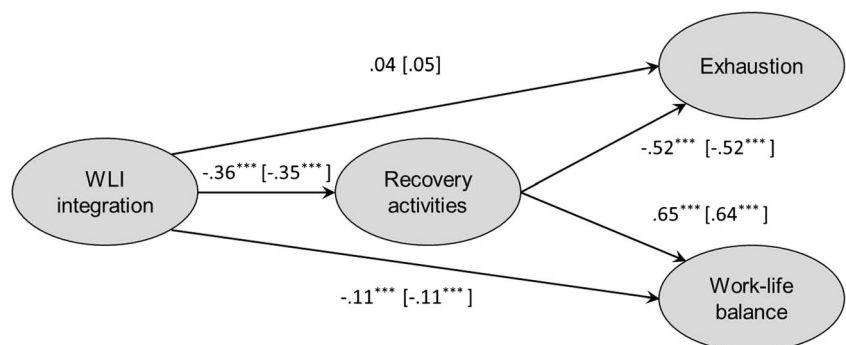 .04 [.05]
Exhaustion
-.52*** [-.52***]
WLI
integration
-.36*** [-.35***]
Recovery
activities
.65*** [.64***]
-.11*** [-.11***]
Work-life
balance